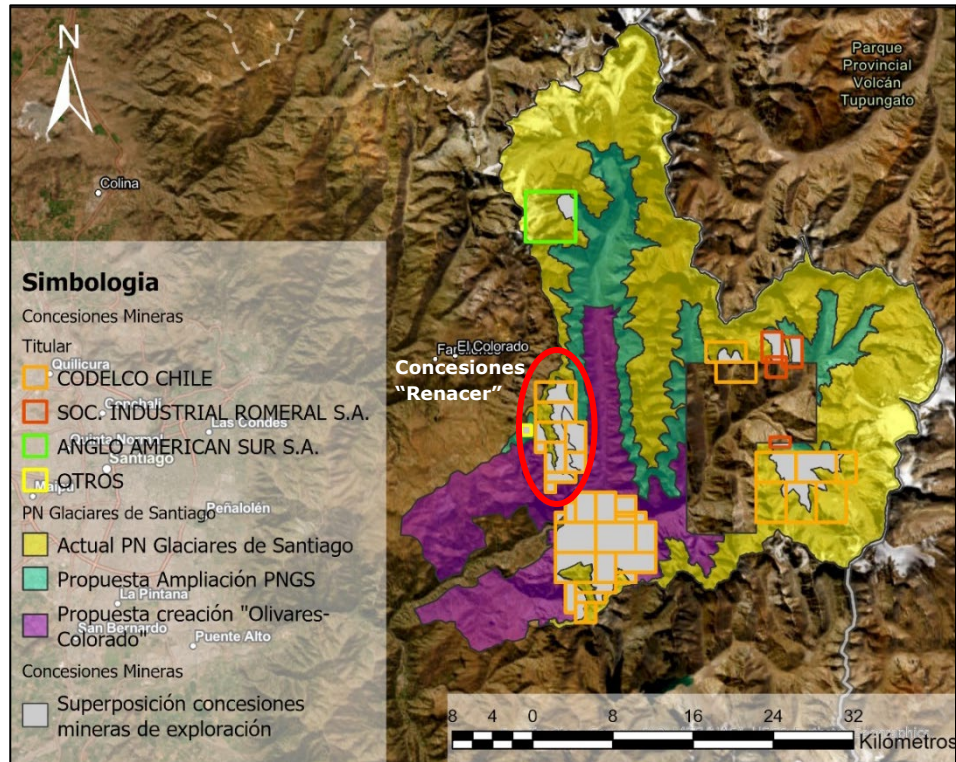 N
Parque
Provincial
Volcán
Tupungato
Colina
Simbologia
Concesiones Mineras
Titular
Quilicura
CODELCO CHILE
El Colorado
Concesiones
"Renacer"
SOC. INDUSTRIAL ROMERAL S.A.
Conchalí
Las Condes
ANGLO AMERICAN SUR S.A.
Quinta Normal
Santiago
OTROS
Maipú
PN Glaciares de Santiago
Peñalolén
Actual PN Glaciares de Santiago
Propuesta Ampliación PNGS
La Pintana
Propuesta creación "Olivares-
Colorado"
San Bernardo
Puente Alto
Concesiones Mineras
Superposición concesiones
mineras de exploración
8 4 0 8 16 24 32
Kilómetros